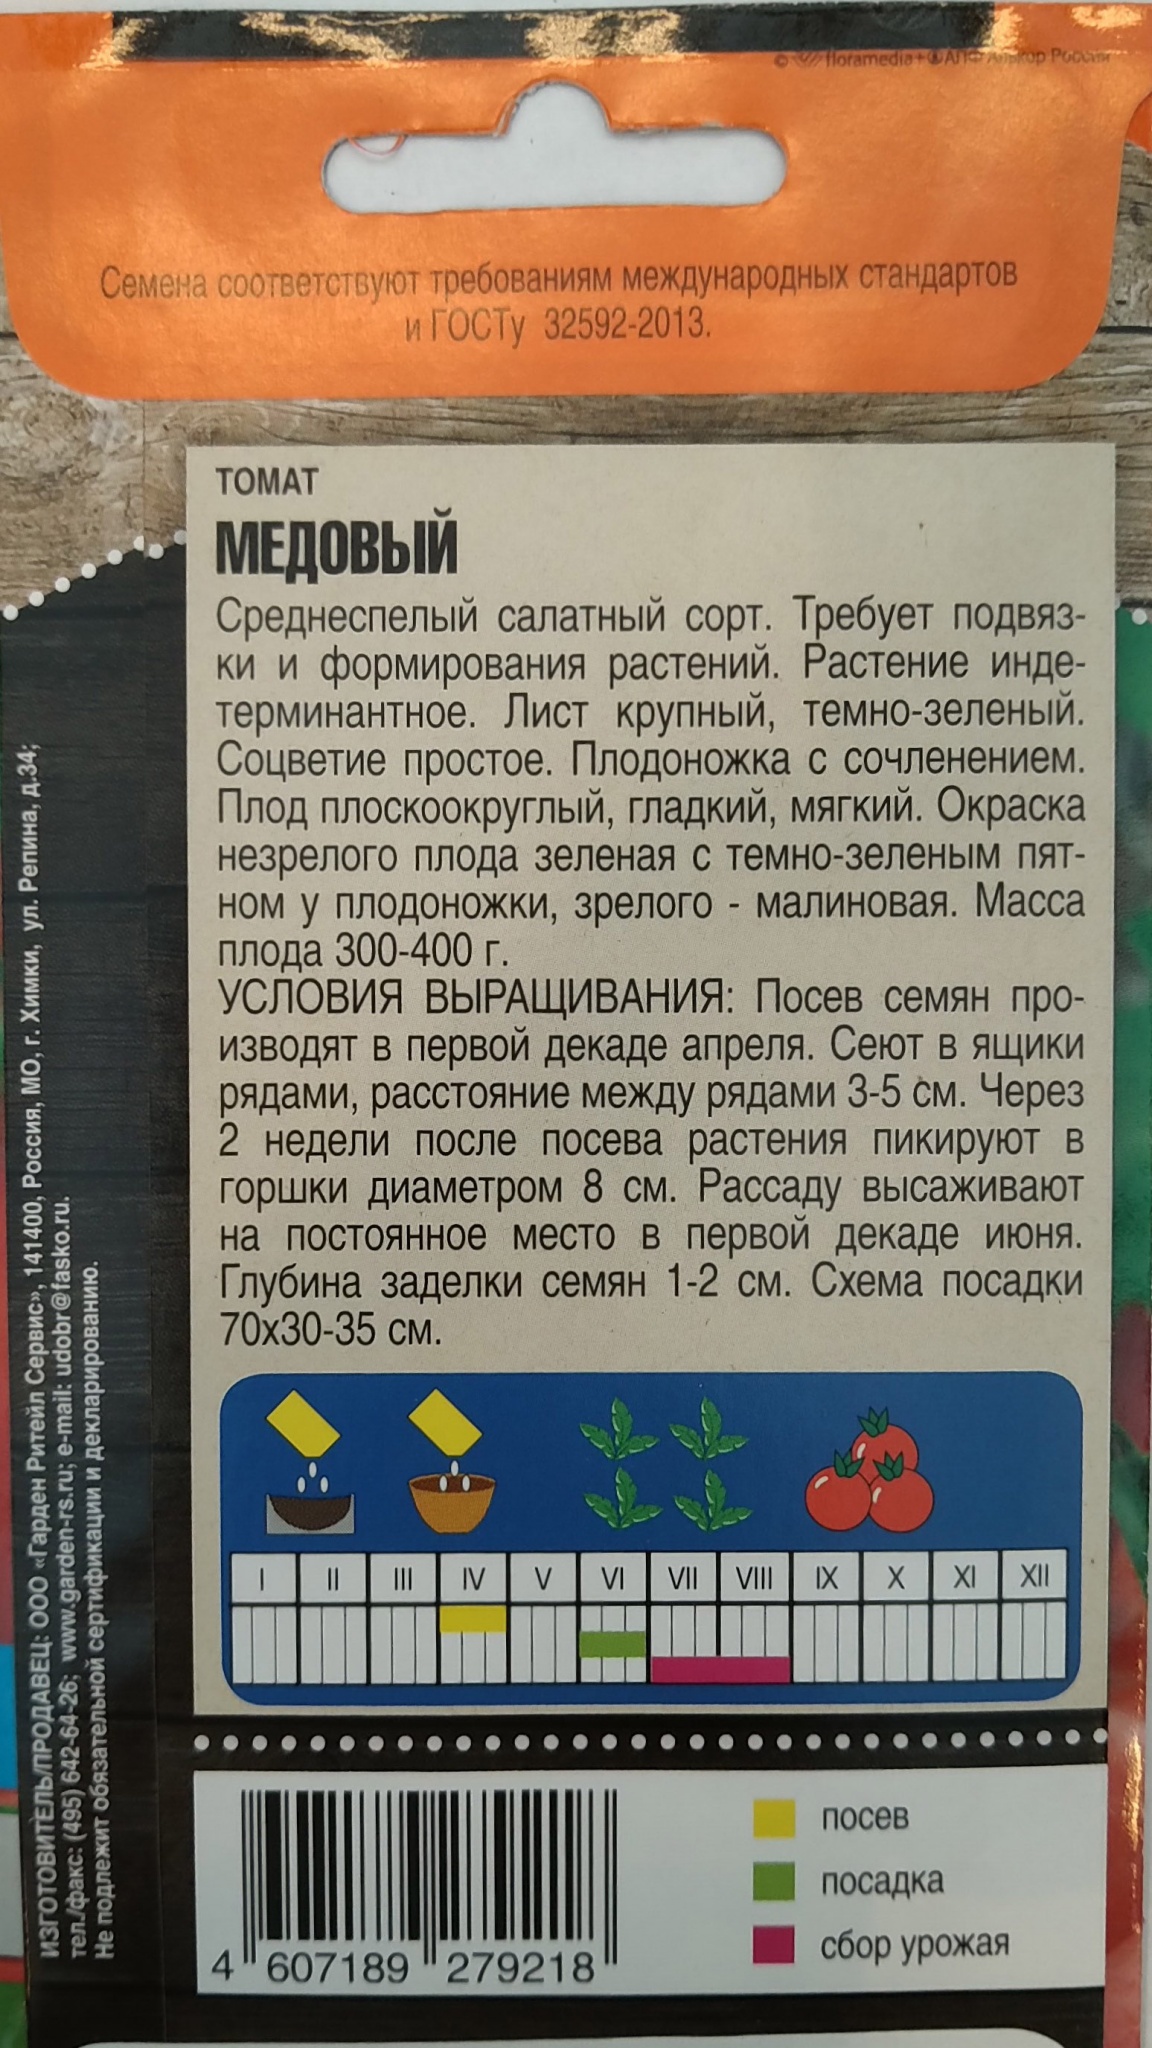 © floramedia+®АПФ Алькор Россия
Семена соответствуют требованиям международных стандартов
и ГОСТу 32592-2013.
ТОМАТ
МЕДОВЫЙ
Среднеспелый салатный сорт. Требует подвяз-
ки и формирования растений. Растение инде-
терминантное. Лист крупный, темно-зеленый.
Соцветие простое. Плодоножка с сочленением.
Плод плоскоокруглый, гладкий, мягкий. Окраска
незрелого плода зеленая с темно-зеленым пят-
ном у плодоножки, зрелого - малиновая. Масса
плода 300-400 г.
УСЛОВИЯ ВЫРАЩИВАНИЯ: Посев семян про-
изводят в первой декаде апреля. Сеют в ящики
рядами, расстояние между рядами 3-5 см. Через
2 недели после посева растения пикируют в
горшки диаметром 8 см. Рассаду высаживают
на постоянное место в первой декаде июня.
Глубина заделки семян 1-2 см. Схема посадки
70х30-35 см.
I II III IV V VI VII VIII IX X XI XII
посев
посадка
сбор урожая
4 607189 279218
ИЗГОТОВИТЕЛЬ/ПРОДАВЕЦ: ООО «Гарден Ритейл Сервис», 141400, Россия, МО, г. Химки, ул. Репина, д.34;
тел./факс: (495) 642-64-26; www.garden-rs.ru; e-mail: udobr@fasko.ru.
Не подлежит обязательной сертификации и декларированию.